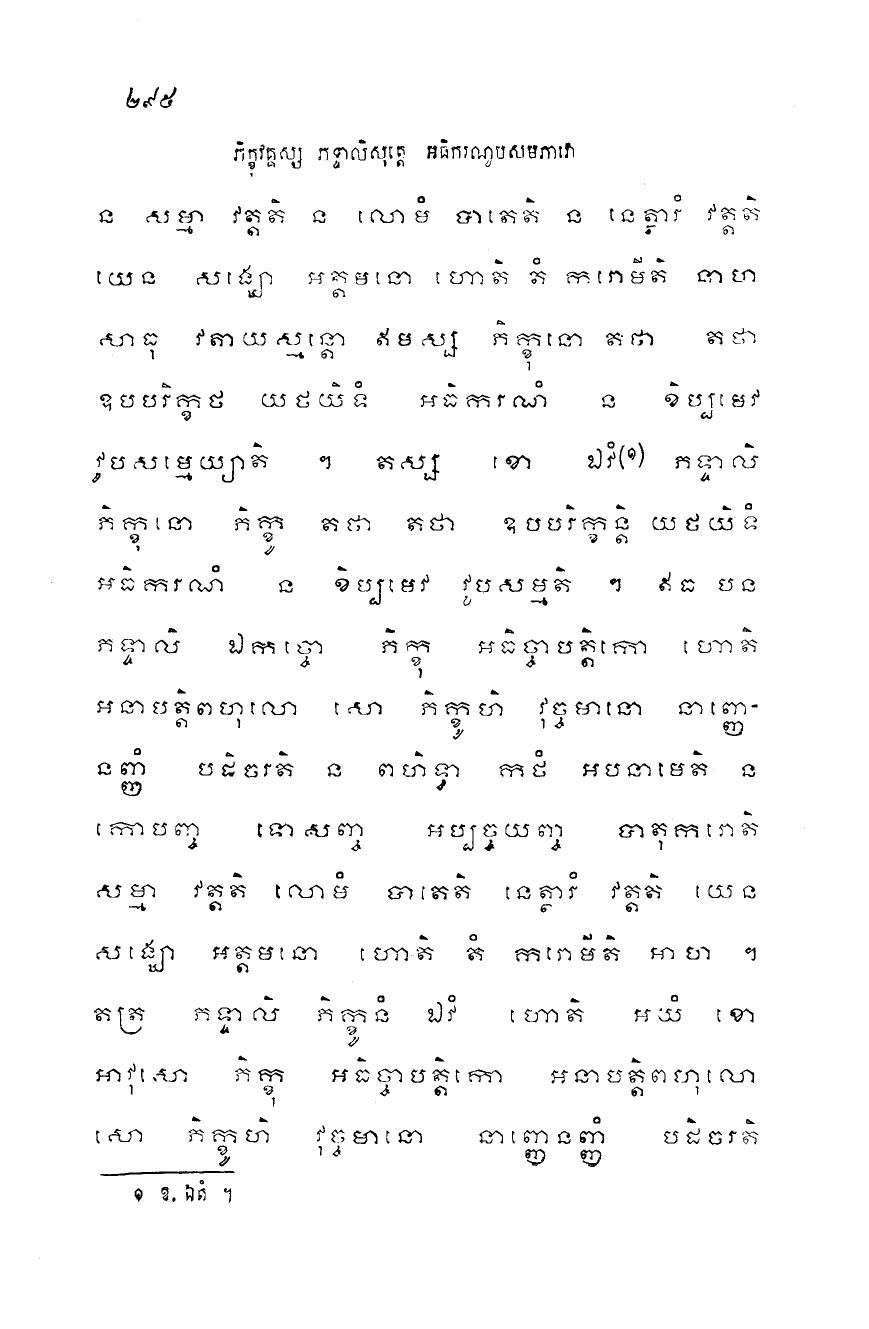 ២៩៥
ភិក្ខុវគ្គស្ស ភទ្ទាលិសុត្តេ អធិករណូបសមភាវោ
ន សម្មា វត្តតិ ន លោមំ បាតេតិ ន នេត្ថារំ វត្តតិ
យេន សង្ឃោ អត្តមនោ ហោតិ តំ ករោមីតិ នាហ
សាធុ វតាយស្មន្តោ ឥមស្ស ភិក្ខុនោ តថា តថា
ឧបបរិក្ខថ យថយិទំ អធិករណំ ន ខិប្បមេវ
វូបសម្មេយ្យាតិ ។ តស្ស ខោ ឯវំ(១) ភទ្ទាលិ
ភិក្ខុនោ ភិក្ខូ តថា តថា ឧបបរិក្ខន្តិ យថយិទំ
អធិករណំ ន ខិប្បមេវ វូបសម្មតិ ។ ឥធ បន
ភទ្ទាលិ ឯកច្ចោ ភិក្ខុ អធិច្ចាបត្តិកោ ហោតិ
អនាបត្តិពហុលោ សោ ភិក្ខូហិ វុច្ចមានោ នាញ្ញេ-
នញ្ញំ បដិចរតិ ន ពហិទ្ធា កថំ អបនាមេតិ ន
កោបញ្ច ទោសញ្ច អប្បច្ចយញ្ច បាតុករោតិ
សម្មា វត្តតិ លោមំ បាតេតិ នេត្ថារំ វត្តតិ យេន
សង្ឃោ អត្តមនោ ហោតិ តំ ករោមីតិ អាហ ។
តត្រ ភទ្ទាលិ ភិក្ខូនំ ឯវំ ហោតិ អយំ ខោ
អាវុសោ ភិក្ខុ អធិច្ចាបត្តិកោ អនាបត្តិពហុលោ
សោ ភិក្ខូហិ វុច្ចមានោ នាញ្ញេនញ្ញំ បដិចរតិ
១ ឱ. ឯតំ ។